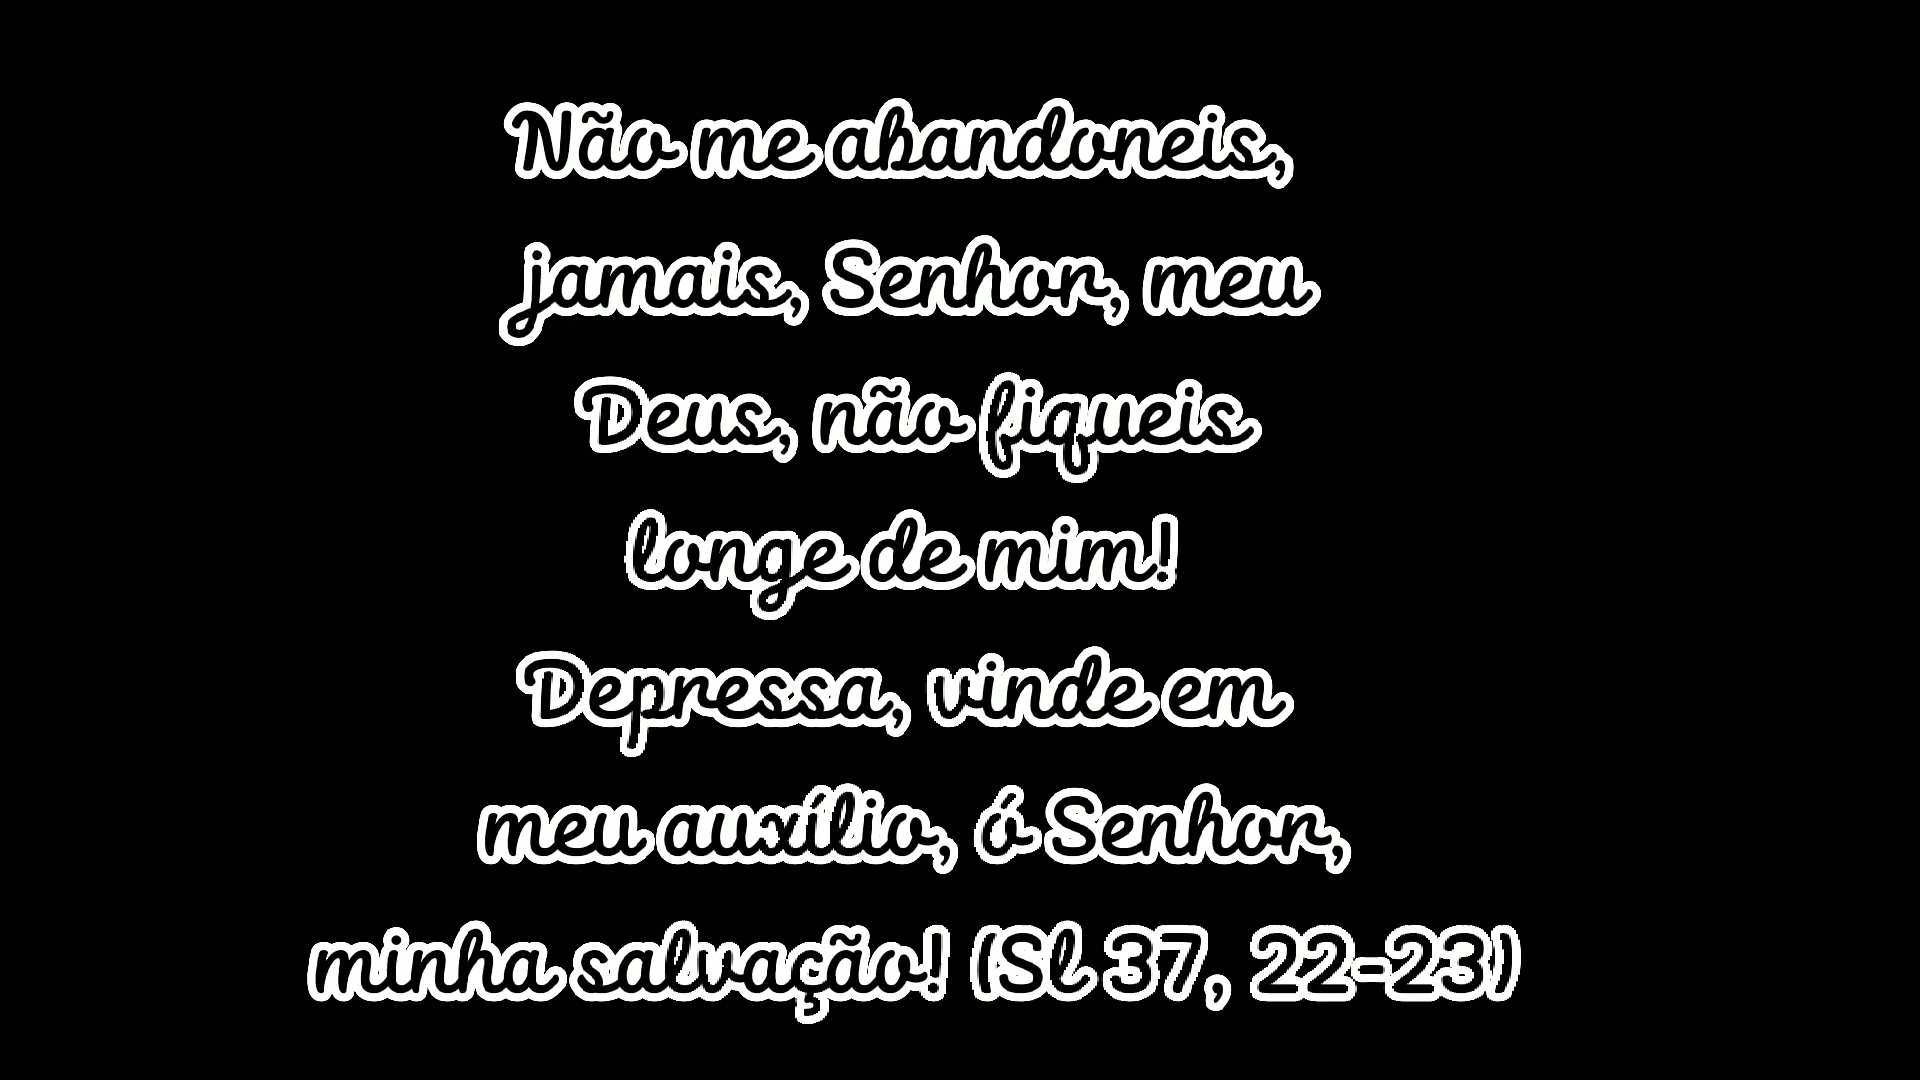 Não me abandoneis,
jamais, Senhor, meu
Deus, não fiqueis
longe de mim!
Depressa, vinde em
meu auxílio, ó Senhor,
minha salvação! (Sl 37, 22-23)